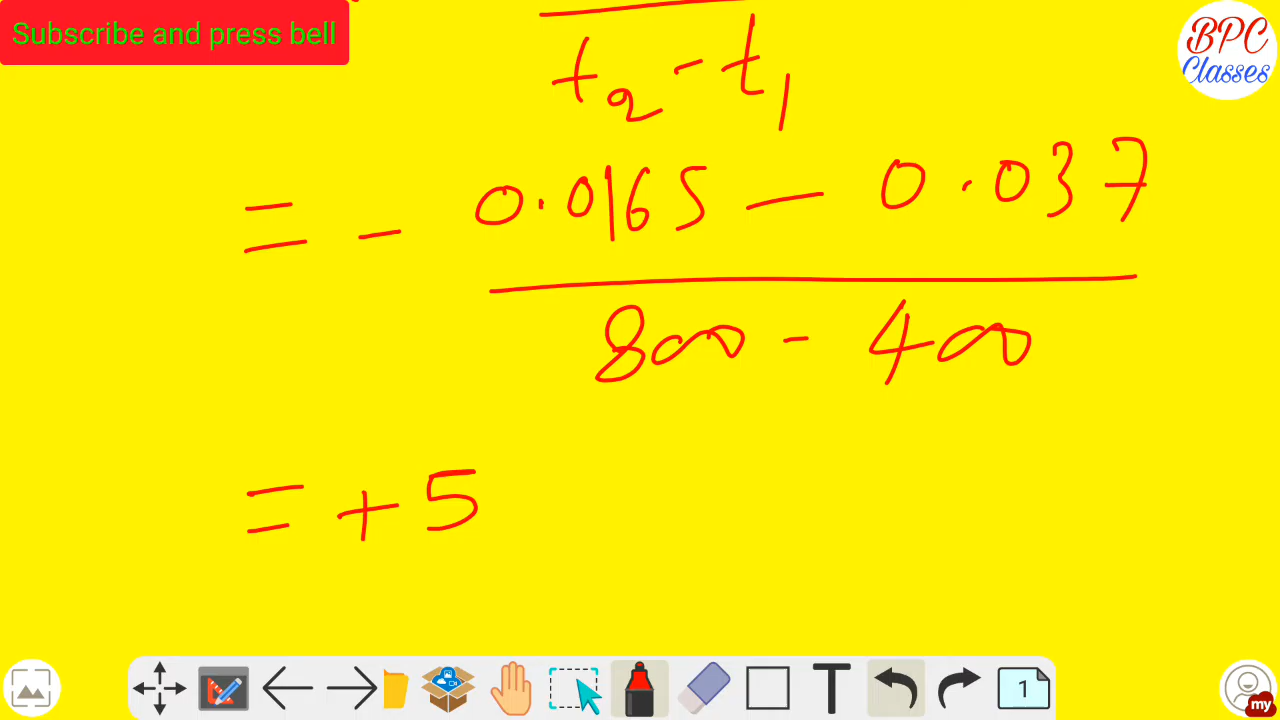 Subscribe and press bell
BPC
Classes
t₂ - t₁
= - 0.0165 - 0.037
800 - 400
= + 5
T
1
my